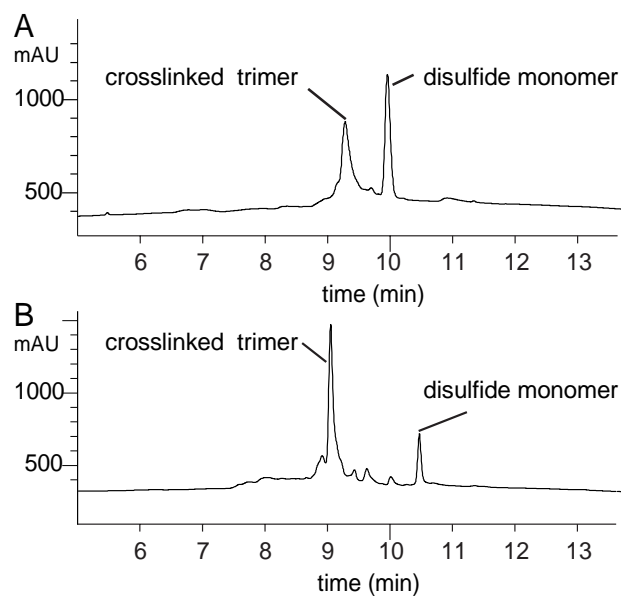 A
mAU
crosslinked trimer
disulfide monomer
1000
500
6 7 8 9 10 11 12 13
time (min)
B
mAU
crosslinked trimer
disulfide monomer
1000
500
6 7 8 9 10 11 12 13
time (min)